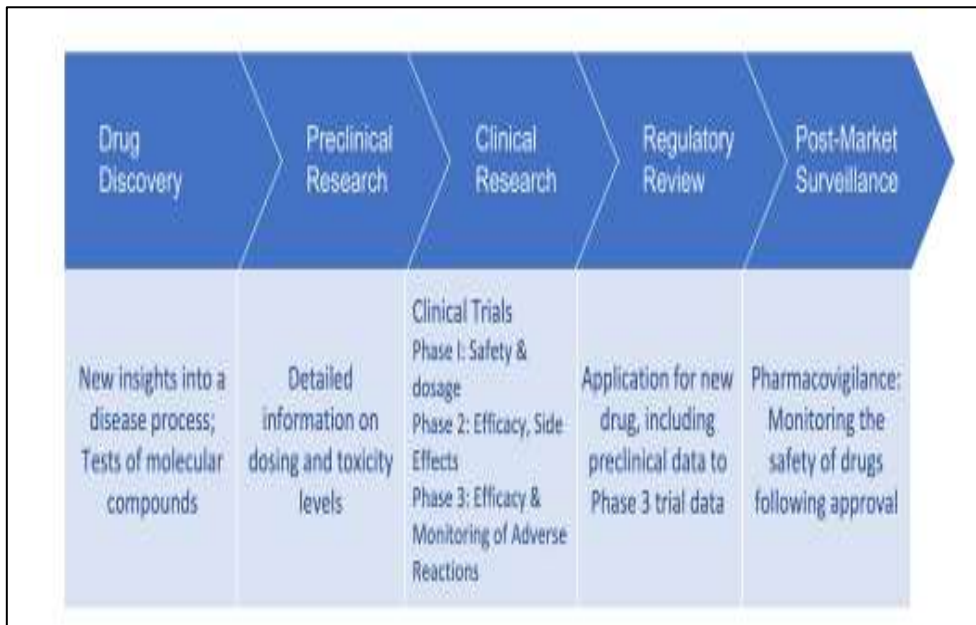 Drug
Discovery
Preclinical
Research
Clinical
Research
Regulatory
Review
Post-Market
Surveillance
New insights into a
disease process;
Tests of molecular
compounds
Detailed
information on
dosing and toxicity
levels
Clinical Trials
Phase I: Safety &
dosage
Phase 2: Efficacy, Side
Effects
Phase 3: Efficacy &
Monitoring of Adverse
Reactions
Application for new
drug, including
preclinical data to
Phase 3 trial data
Pharmacovigilance:
Monitoring the
safety of drugs
following approval